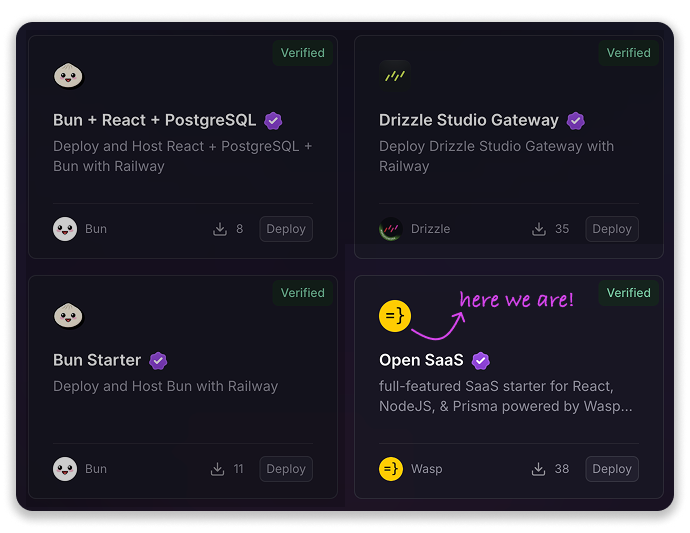 Verified
Bun + React + PostgreSQL
Deploy and Host React + PostgreSQL +
Bun with Railway
Bun
8
Deploy
Verified
Drizzle Studio Gateway
Deploy Drizzle Studio Gateway with
Railway
Drizzle
35
Deploy
Verified
Bun Starter
Deploy and Host Bun with Railway
Bun
11
Deploy
here we are!
Verified
=}
Open SaaS
full-featured SaaS starter for React,
NodeJS, & Prisma powered by Wasp...
=}
Wasp
38
Deploy